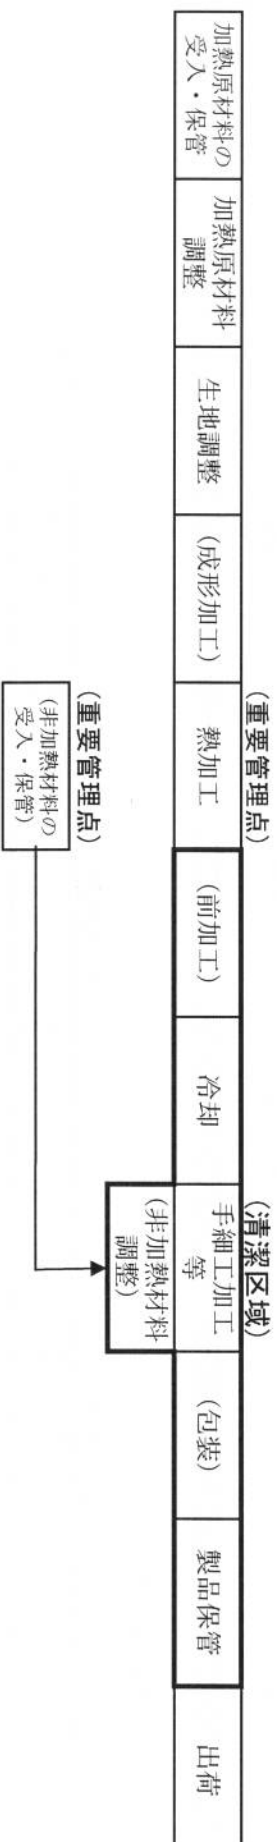 (重要管理点)
(清潔区域)
加熱原材料の
受入・保管
加熱原材料
調整
生地調整
(成形加工)
熱加工
(前加工)
冷却
手細工加工
等
(包装)
製品保管
出荷
(非加熱材料
調整)
(重要管理点)
(非加熱材料の
受入・保管)